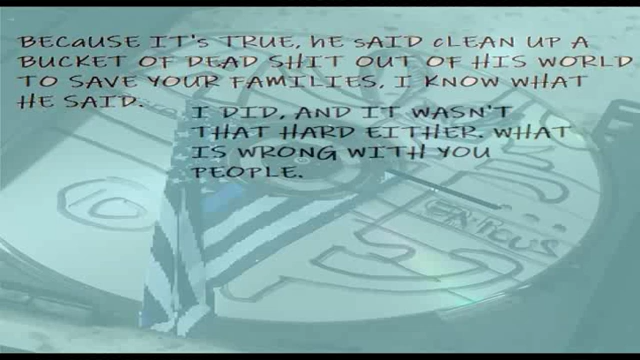 BECaUSE IT's TRUE, hE sAID cLEAN UP A
BUCKET OF DEAD SHIT OUT OF HIS WORLD
TO SAVE YOUR FAMILIES, I KNOW WHAT
HE SAID.
I DID, AND IT WASN'T
THAT HARD EITHER. WHAT
IS WRONG WITH YOU
PEOPLE.